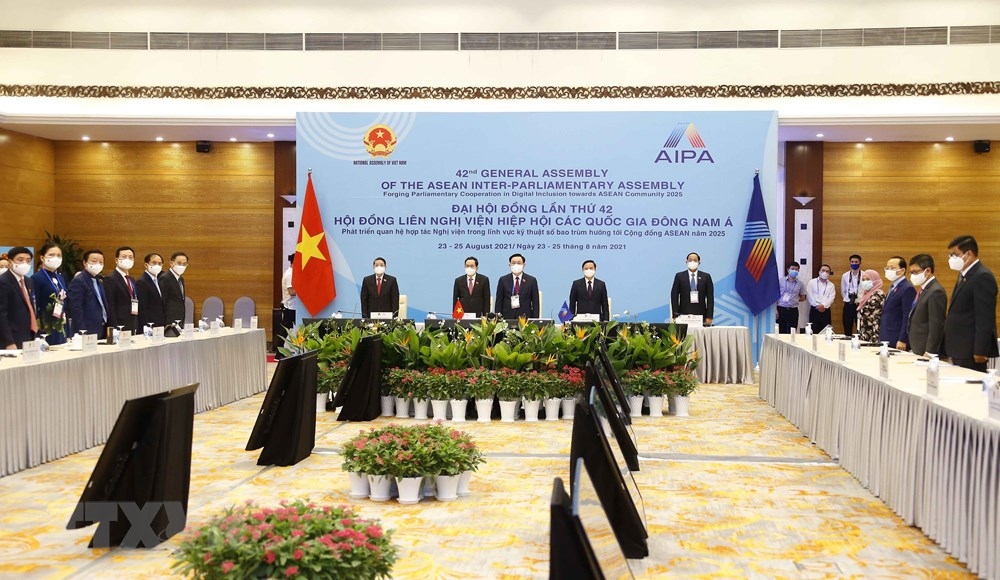 NATIONAL ASSEMBLY OF VIET NAM
AIPA
42nd GENERAL ASSEMBLY
OF THE ASEAN INTER-PARLIAMENTARY ASSEMBLY
Forging Parliamentary Cooperation in Digital Inclusion towards ASEAN Community 2025
ĐẠI HỘI ĐỒNG LẦN THỨ 42
HỘI ĐỒNG LIÊN NGHỊ VIỆN HIỆP HỘI CÁC QUỐC GIA ĐÔNG NAM Á
Phát triển quan hệ hợp tác Nghị viện trong lĩnh vực kỹ thuật số bao trùm hướng tới Cộng đồng ASEAN năm 2025
23 - 25 August 2021/ Ngày 23 - 25 tháng 8 năm 2021
TTX